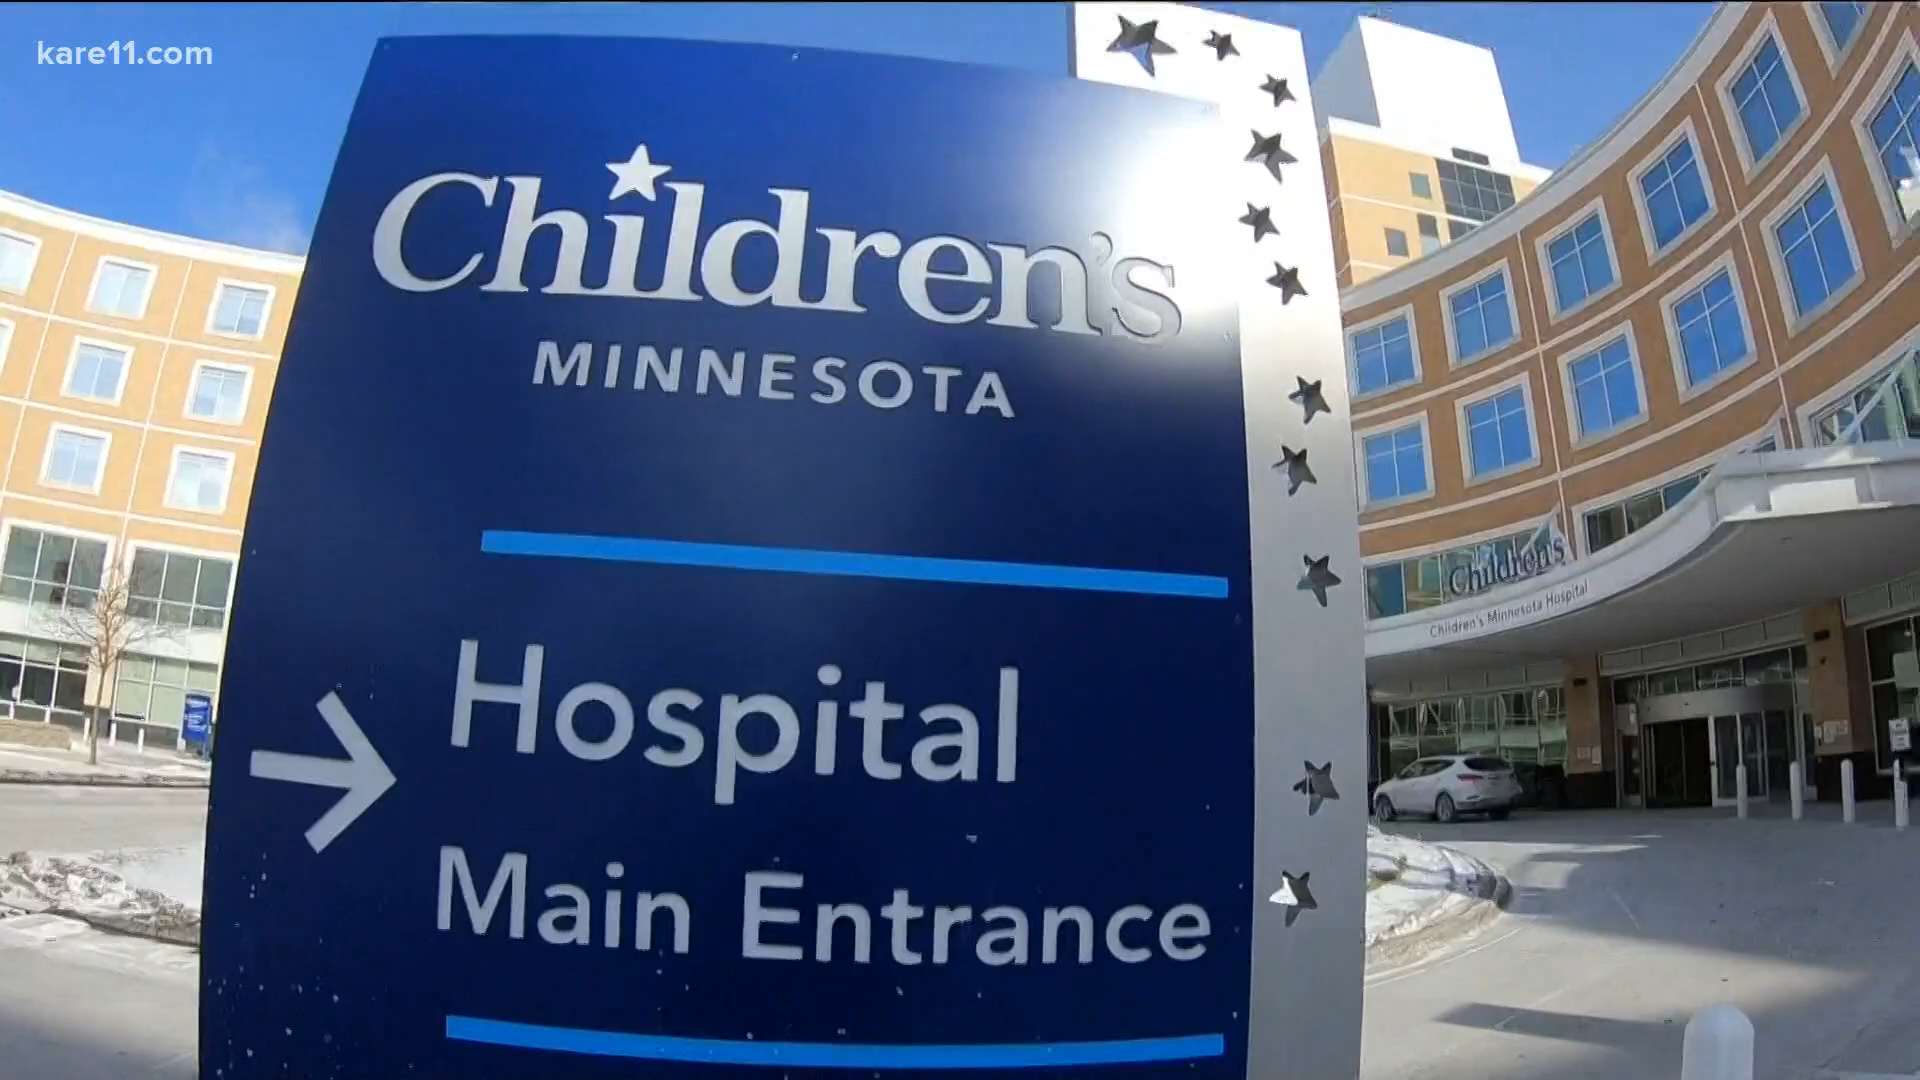 kare11.com
Children's
MINNESOTA
Hospital
Main Entrance
Children's
Children's Minnesota Hospital